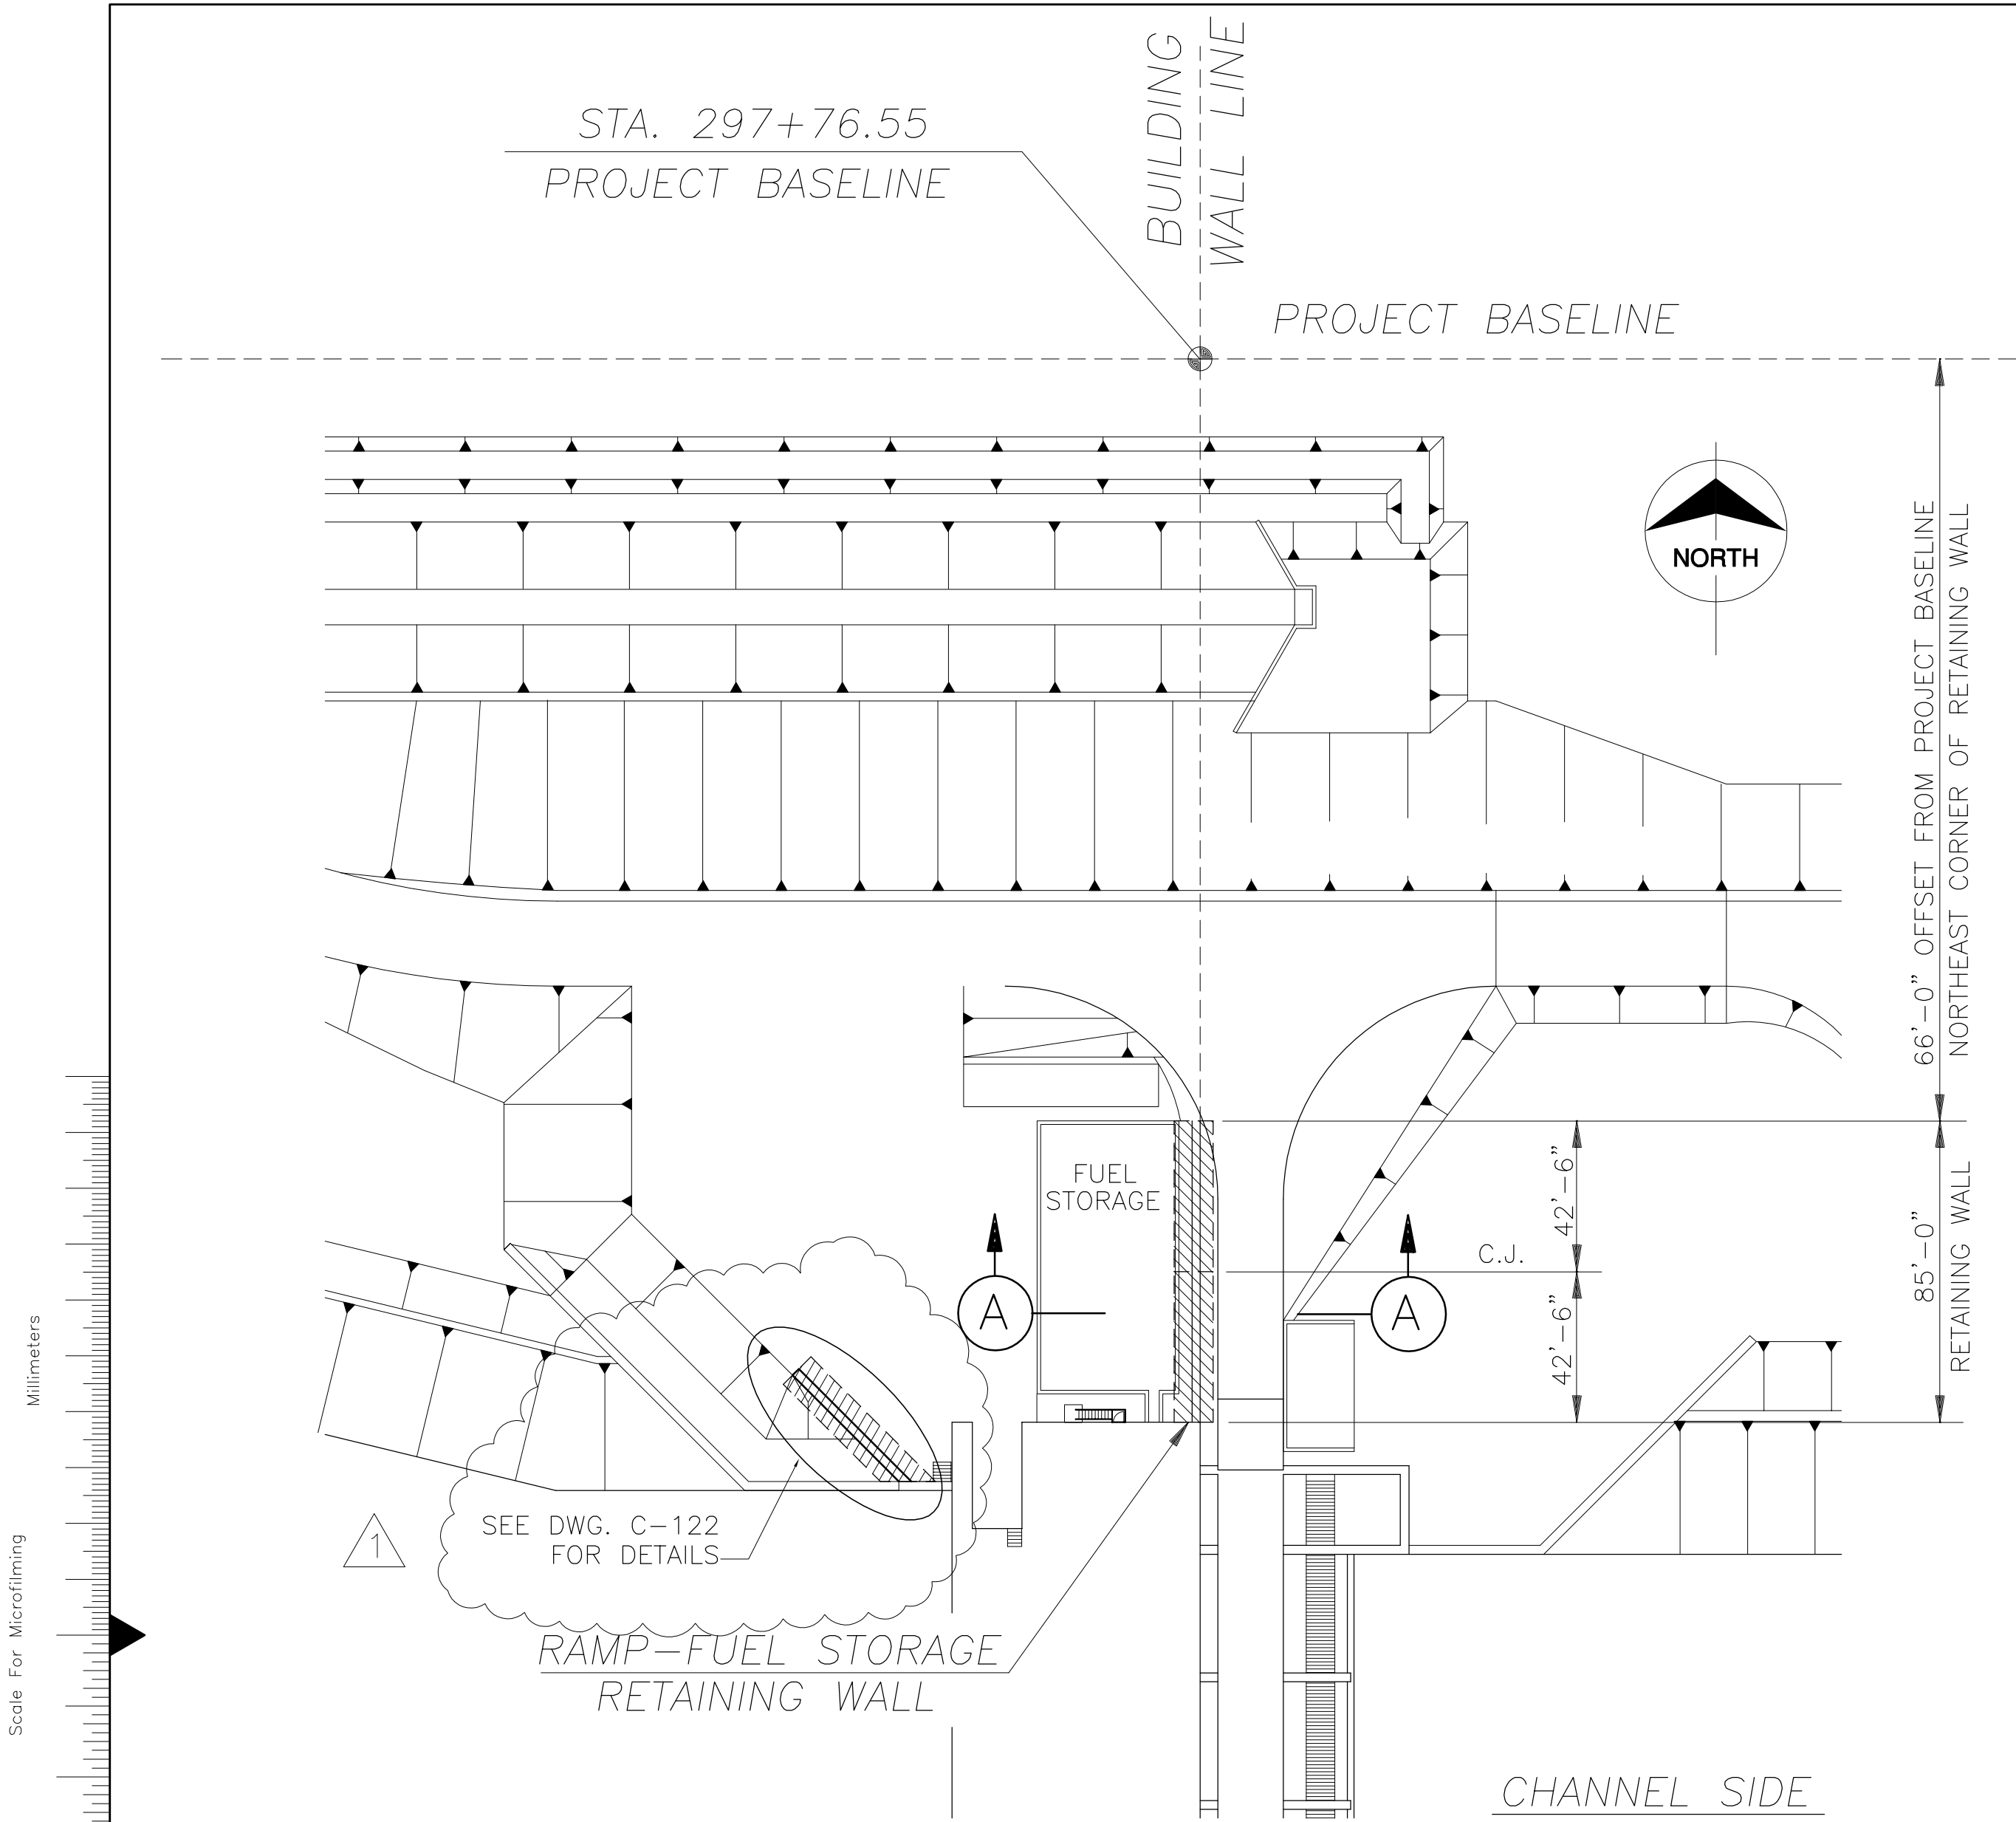 BUILDING
WALL LINE
STA. 297+76.55
PROJECT BASELINE
PROJECT BASELINE
NORTH
66'-0" OFFSET FROM PROJECT BASELINE
NORTHEAST CORNER OF RETAINING WALL
FUEL
STORAGE
42'-6"
C.J.
42'-6"
85'-0"
RETAINING WALL
A
A
SEE DWG. C-122
FOR DETAILS
1
RAMP-FUEL STORAGE
RETAINING WALL
CHANNEL SIDE
Millimeters
Scale For Microfilming